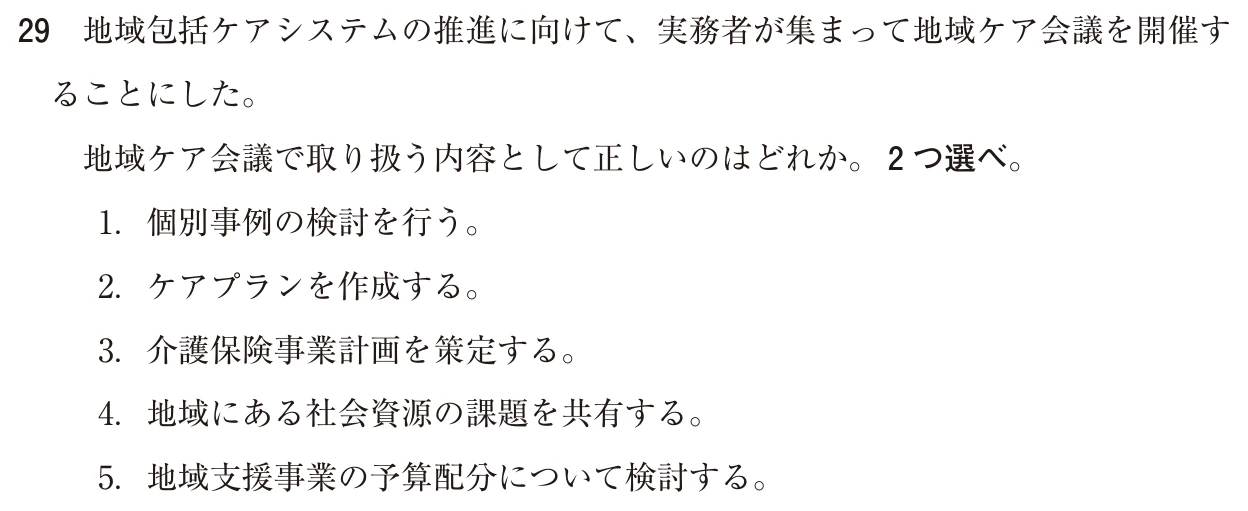 29　地域包括ケアシステムの推進に向けて、実務者が集まって地域ケア会議を開催す
ることにした。
地域ケア会議で取り扱う内容として正しいのはどれか。2つ選べ。
1. 個別事例の検討を行う。
2. ケアプランを作成する。
3. 介護保険事業計画を策定する。
4. 地域にある社会資源の課題を共有する。
5. 地域支援事業の予算配分について検討する。